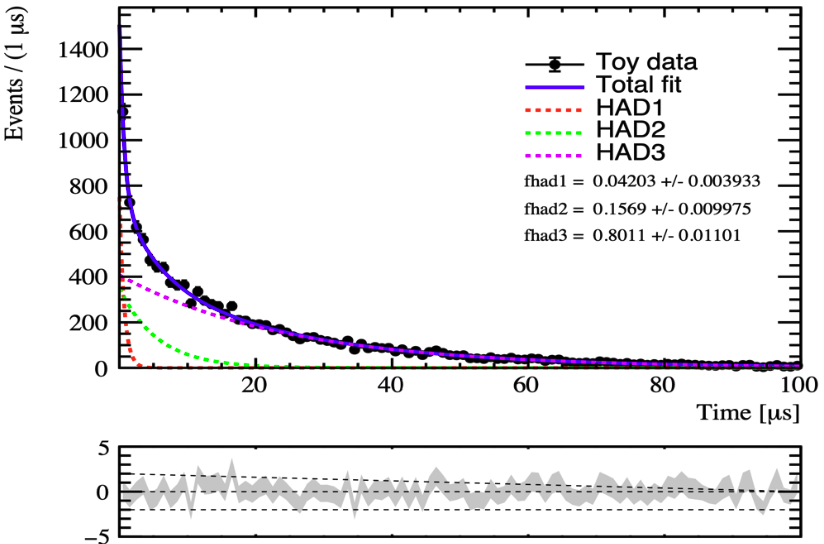 Events / (1 μs)
1400
1200
1000
800
600
400
200
0
Toy data
Total fit
HAD1
HAD2
HAD3
fhad1 = 0.04203 +/- 0.003933
fhad2 = 0.1569 +/- 0.009975
fhad3 = 0.8011 +/- 0.01101
20 40 60 80 100
Time [μs]
5
0
−5